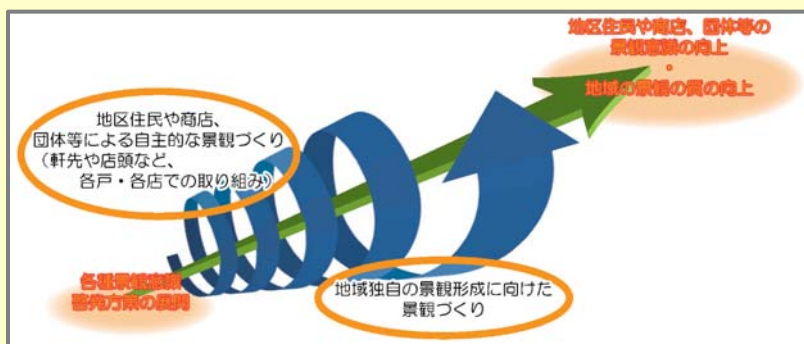 地区住民や商店、団体等の
景観意識の向上
・
地域の景観の質の向上
地区住民や商店、
団体等による自主的な景観づくり
（軒先や店頭など、
各戸・各店での取り組み）
各種景観意識
啓発方策の展開
地域独自の景観形成に向けた
景観づくり